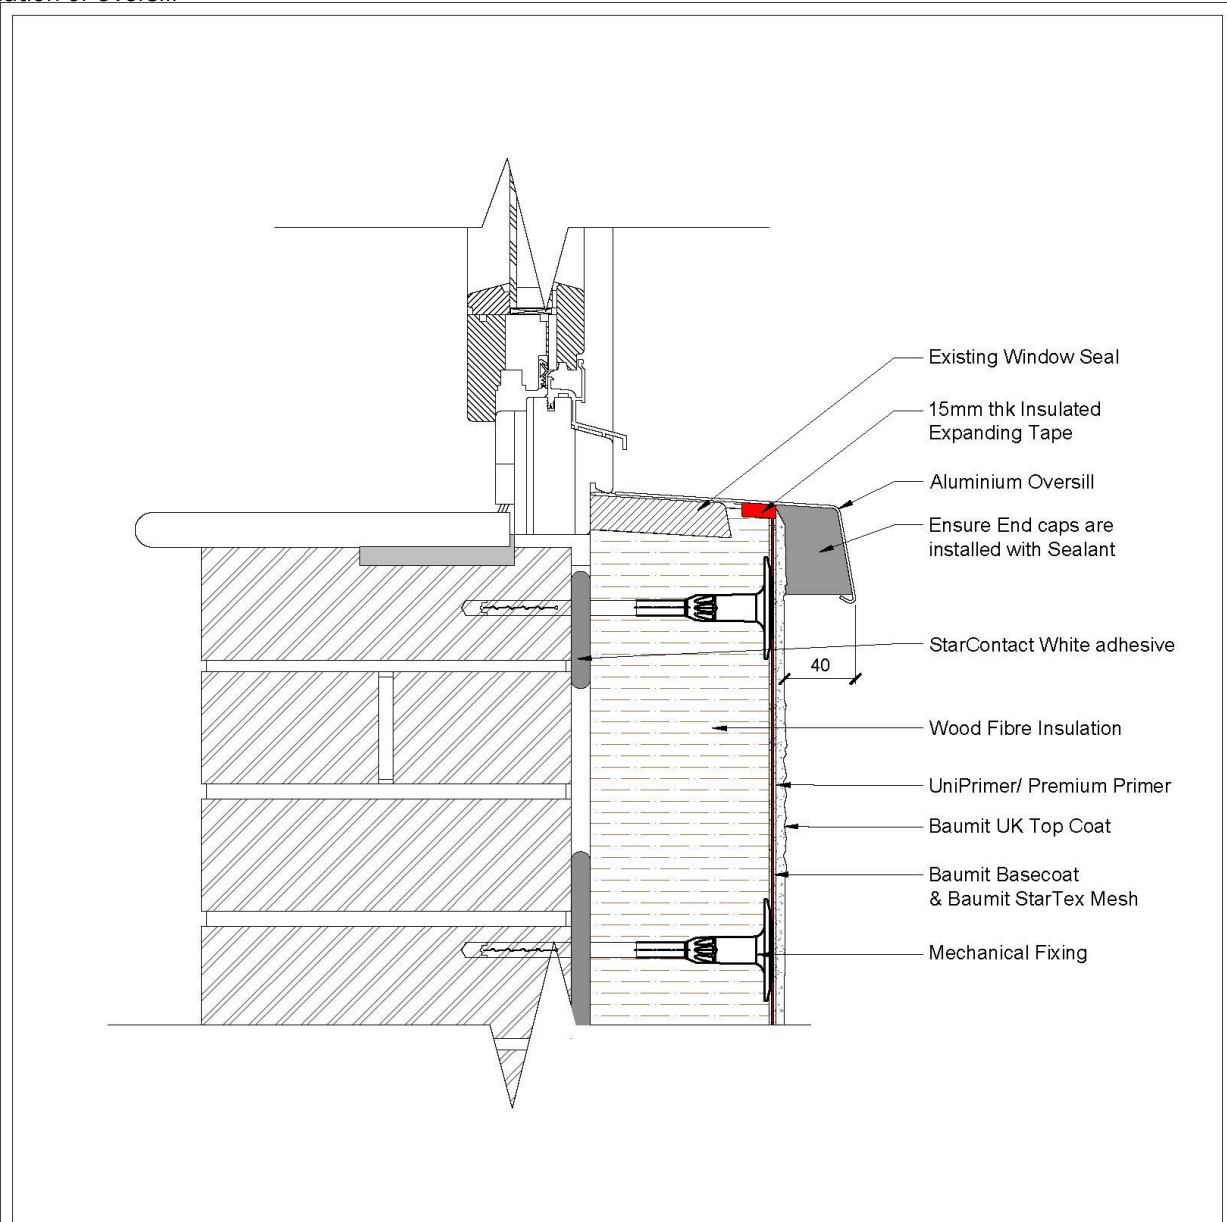 Existing Window Seal
15mm thk Insulated
Expanding Tape
Aluminium Oversill
Ensure End caps are
installed with Sealant
StarContact White adhesive
40
Wood Fibre Insulation
UniPrimer/ Premium Primer
Baumit UK Top Coat
Baumit Basecoat
& Baumit StarTex Mesh
Mechanical Fixing